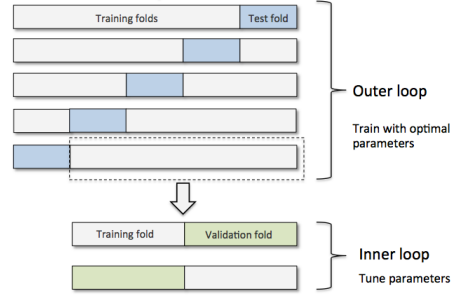 Training folds
Test fold
Outer loop
Train with optimal
parameters
Training fold
Validation fold
Inner loop
Tune parameters